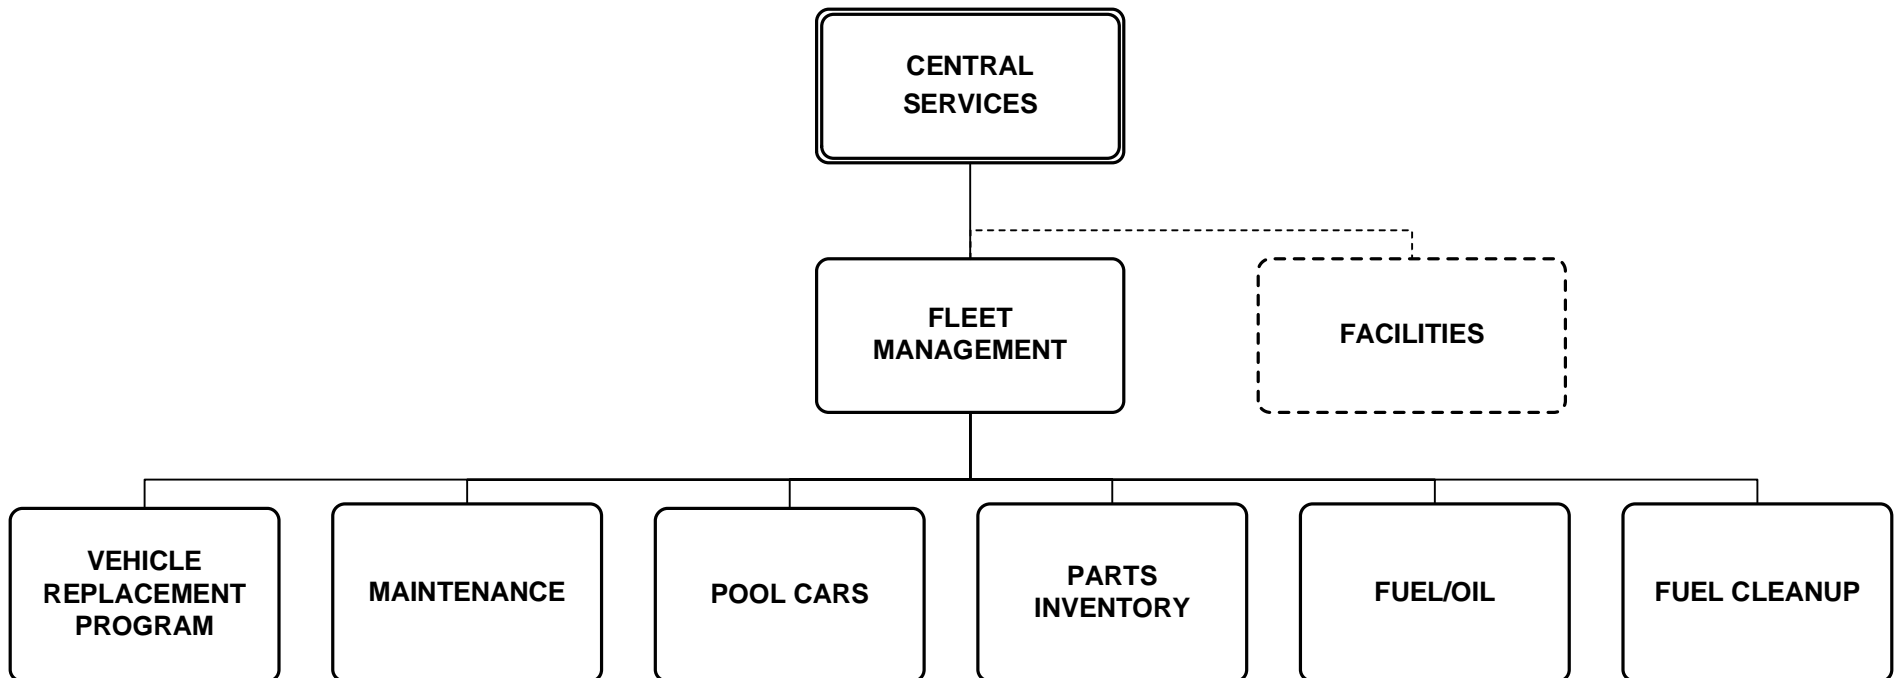 CENTRAL
SERVICES
FLEET
MANAGEMENT
FACILITIES
VEHICLE
REPLACEMENT
PROGRAM
MAINTENANCE
POOL CARS
PARTS
INVENTORY
FUEL/OIL
FUEL CLEANUP